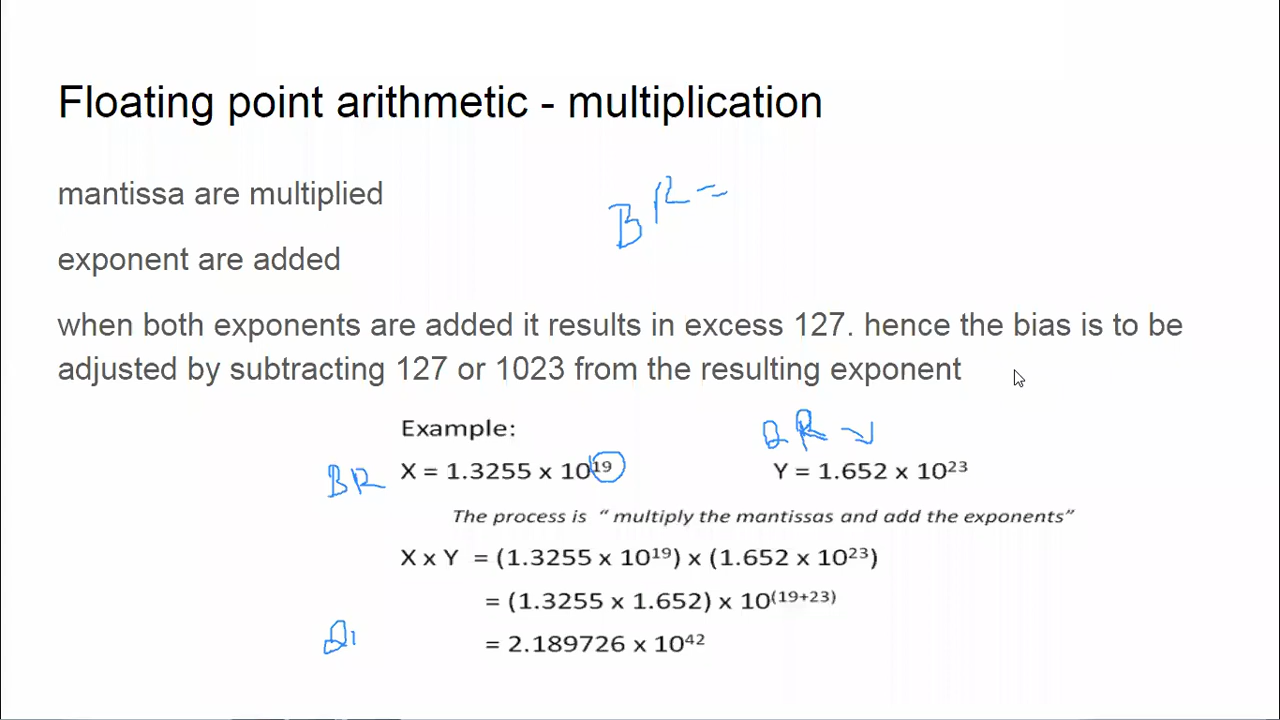 Floating point arithmetic - multiplication
mantissa are multiplied
BR =
exponent are added
when both exponents are added it results in excess 127. hence the bias is to be
adjusted by subtracting 127 or 1023 from the resulting exponent
Example:
QR
BR X = 1.3255 x 10¹⁹ Y = 1.652 x 10²³
The process is “ multiply the mantissas and add the exponents”
X x Y = (1.3255 x 10¹⁹) x (1.652 x 10²³)
= (1.3255 x 1.652) x 10⁽¹⁹⁺²³⁾
= 2.189726 x 10⁴²